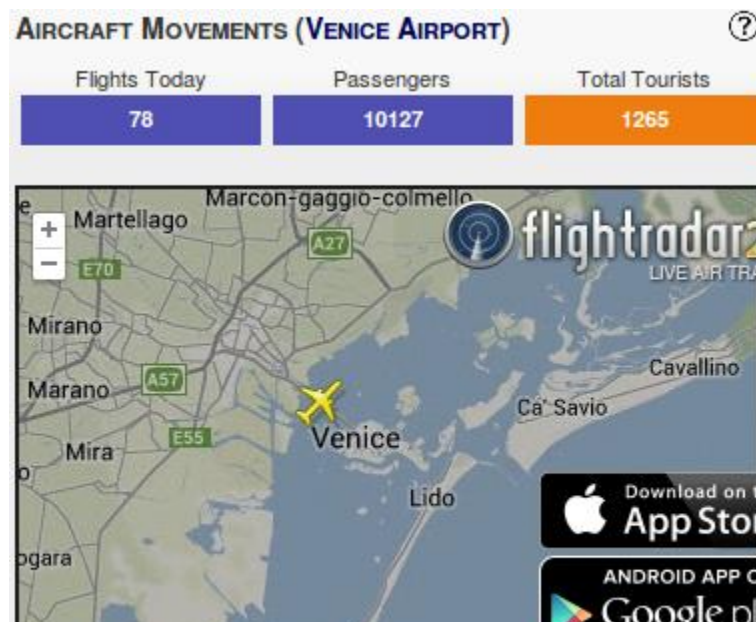 AIRCRAFT MOVEMENTS (VENICE AIRPORT)
?
Flights Today
Passengers
Total Tourists
78
10127
1265
Marcon-gaggio-colmello
e
+
Martellago
A27
flightradar2
−
E70
LIVE AIR TRA
Mirano
Cavallino
A57
Marano
Ca' Savio
E55
Venice
Mira
o
Lido
Download on t
App Stor
ogara
ANDROID APP O
Google pl